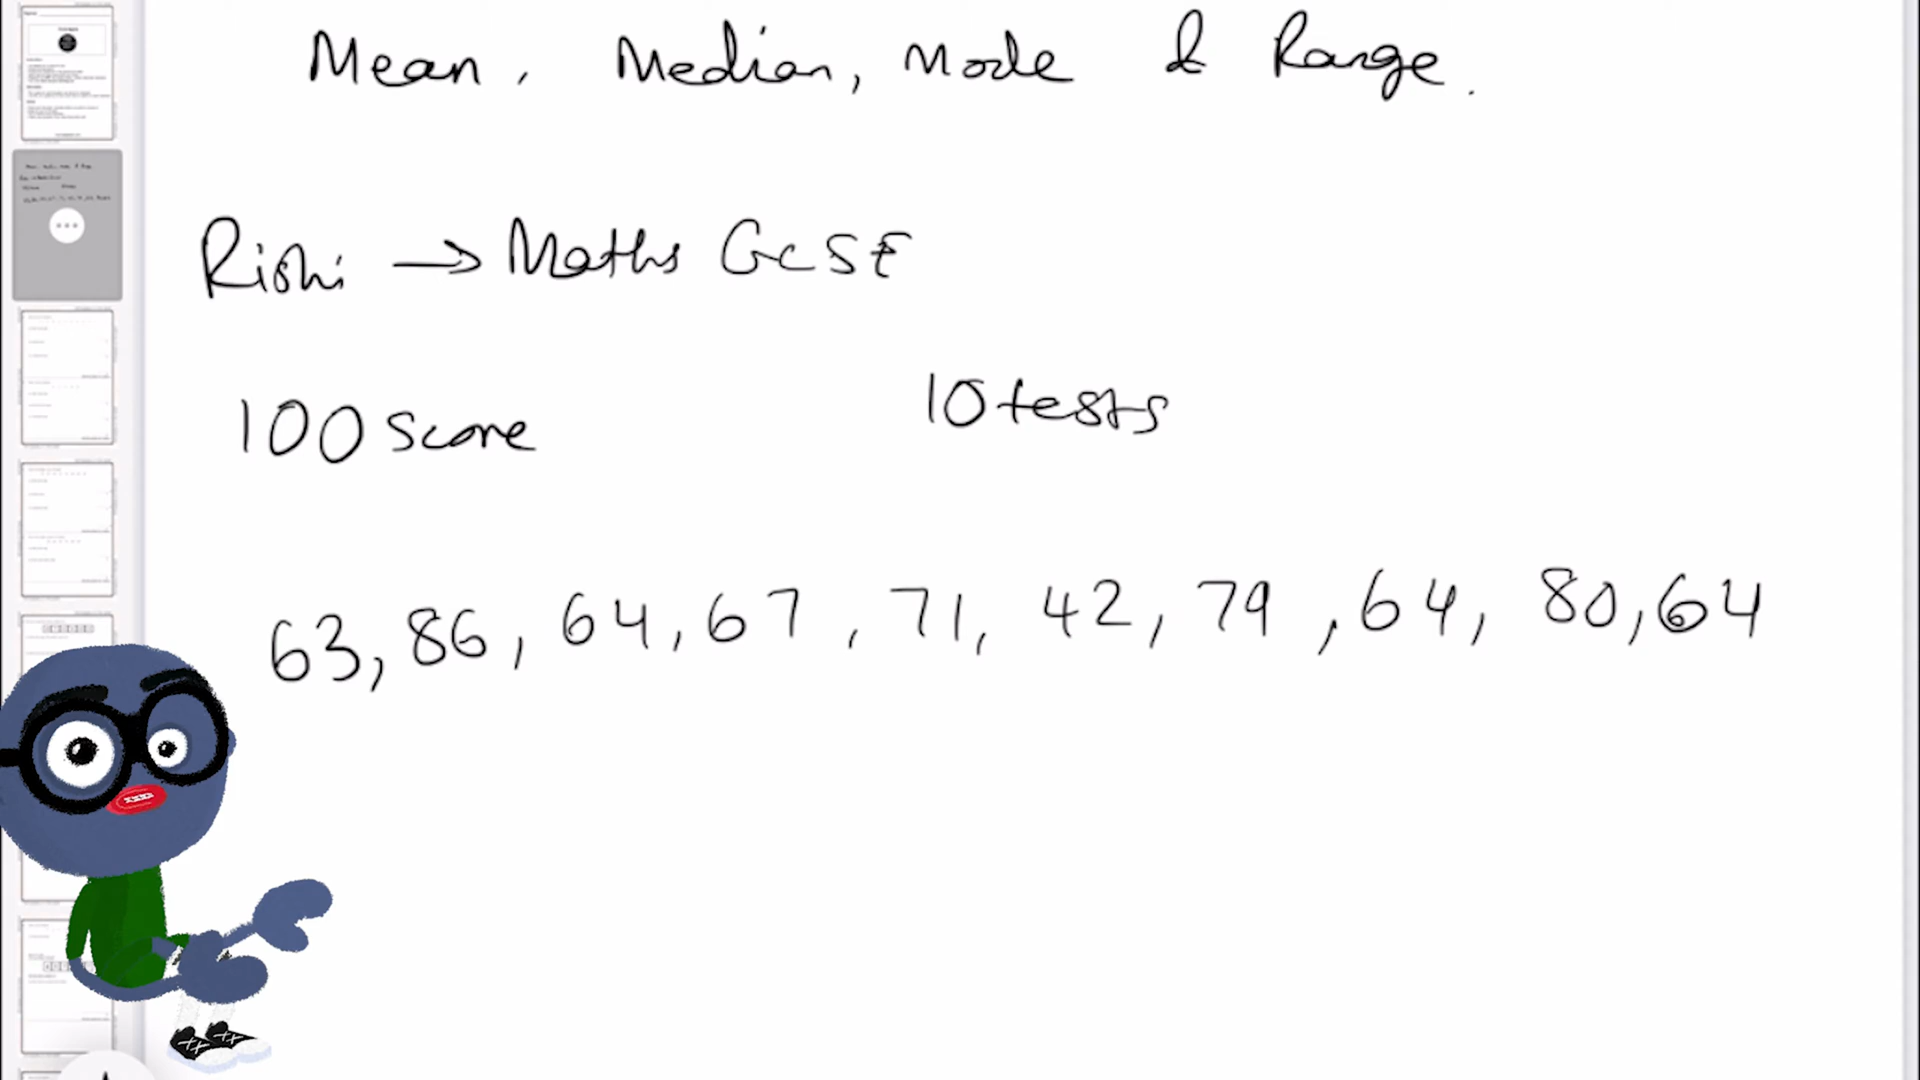 Mean, Median, Mode & Range.
Rishi → Maths GCSE
100 score 10 tests
63, 86, 64, 67, 71, 42, 79, 64, 80, 64